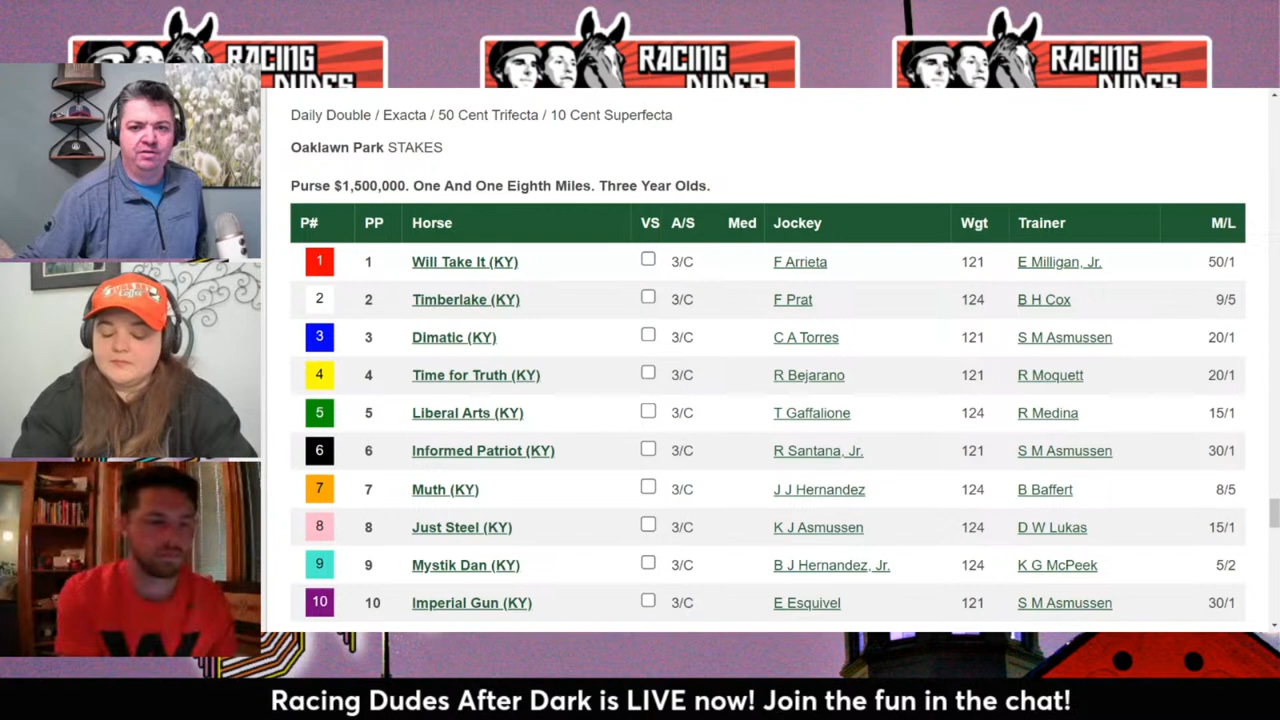 RACING
DUDES
RACING
DUDES
RACING
DUDES
Daily Double / Exacta / 50 Cent Trifecta / 10 Cent Superfecta
Oaklawn Park STAKES
Purse $1,500,000. One And One Eighth Miles. Three Year Olds.
P# PP Horse VS A/S Med Jockey Wgt Trainer M/L
1 1 Will Take It (KY) 3/C F Arrieta 121 E Milligan, Jr. 50/1
2 2 Timberlake (KY) 3/C F Prat 124 B H Cox 9/5
3 3 Dimatic (KY) 3/C C A Torres 121 S M Asmussen 20/1
4 4 Time for Truth (KY) 3/C R Bejarano 121 R Moquett 20/1
5 5 Liberal Arts (KY) 3/C T Gaffalione 124 R Medina 15/1
6 6 Informed Patriot (KY) 3/C R Santana, Jr. 121 S M Asmussen 30/1
7 7 Muth (KY) 3/C J J Hernandez 124 B Baffert 8/5
8 8 Just Steel (KY) 3/C K J Asmussen 124 D W Lukas 15/1
9 9 Mystik Dan (KY) 3/C B J Hernandez, Jr. 124 K G McPeek 5/2
10 10 Imperial Gun (KY) 3/C E Esquivel 121 S M Asmussen 30/1
W
Racing Dudes After Dark is LIVE now! Join the fun in the chat!